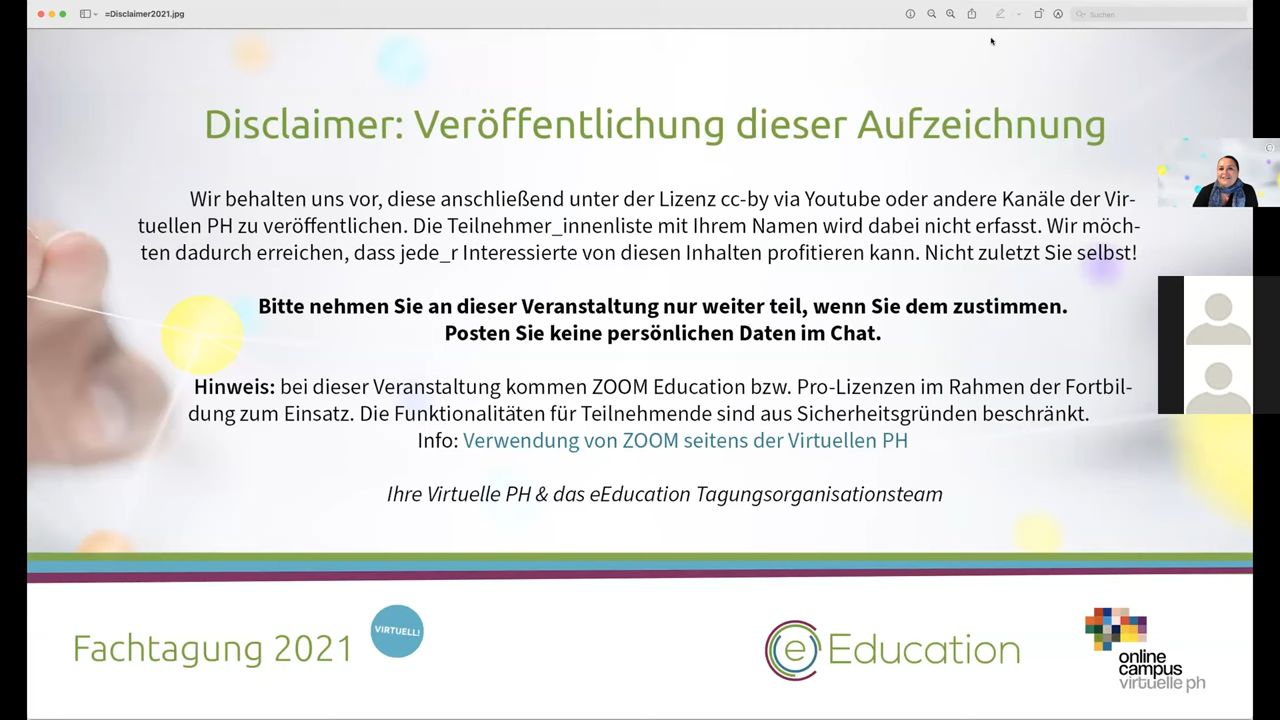 =Disclaimer2021.jpg
Suchen
Disclaimer: Veröffentlichung dieser Aufzeichnung
Wir behalten uns vor, diese anschließend unter der Lizenz cc-by via Youtube oder andere Kanäle der Vir-
tuellen PH zu veröffentlichen. Die Teilnehmer_innenliste mit Ihrem Namen wird dabei nicht erfasst. Wir möch-
ten dadurch erreichen, dass jede_r Interessierte von diesen Inhalten profitieren kann. Nicht zuletzt Sie selbst!
Bitte nehmen Sie an dieser Veranstaltung nur weiter teil, wenn Sie dem zustimmen.
Posten Sie keine persönlichen Daten im Chat.
Hinweis: bei dieser Veranstaltung kommen ZOOM Education bzw. Pro-Lizenzen im Rahmen der Fortbil-
dung zum Einsatz. Die Funktionalitäten für Teilnehmende sind aus Sicherheitsgründen beschränkt.
Info: Verwendung von ZOOM seitens der Virtuellen PH
Ihre Virtuelle PH & das eEducation Tagungsorganisationsteam
Fachtagung 2021
VIRTUELL!
e Education
online
campus
virtuelle ph